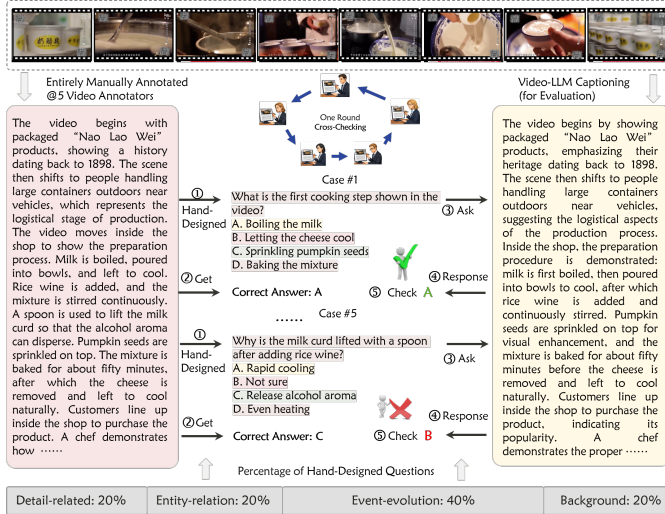 Entirely Manually Annotated
@5 Video Annotators
Video-LLM Captioning
(for Evaluation)
The video begins with
packaged “Nao Lao Wei”
products, showing a history
dating back to 1898. The scene
then shifts to people handling
large containers outdoors near
vehicles, which represents the
logistical stage of production.
The video moves inside the
shop to show the preparation
process. Milk is boiled, poured
into bowls, and left to cool.
Rice wine is added, and the
mixture is stirred continuously.
A spoon is used to lift the milk
curd so that the alcohol aroma
can disperse. Pumpkin seeds are
sprinkled on top. The mixture is
baked for about fifty minutes,
after which the cheese is
removed and left to cool
naturally. Customers line up
inside the shop to purchase the
product. A chef demonstrates
how ······
One Round
Cross-Checking
Case #1
①
Hand-
Designed
What is the first cooking step shown in the
video?
A. Boiling the milk
B. Letting the cheese cool
C. Sprinkling pumpkin seeds
D. Baking the mixture
③ Ask
② Get
Correct Answer: A
④ Response
⑤ Check A
······
Case #5
①
Hand-
Designed
Why is the milk curd lifted with a spoon
after adding rice wine?
A. Rapid cooling
B. Not sure
C. Release alcohol aroma
D. Even heating
③ Ask
② Get
Correct Answer: C
④ Response
⑤ Check B
The video begins by showing
packaged “Nao Lao Wei”
products, emphasizing their
heritage dating back to 1898.
The scene then shifts to people
handling large containers
outdoors near vehicles,
suggesting the logistical aspects
of the production process.
Inside the shop, the preparation
procedure is demonstrated:
milk is first boiled, then poured
into bowls to cool, after which
rice wine is added and
continuously stirred. Pumpkin
seeds are sprinkled on top for
visual enhancement, and the
mixture is baked for about fifty
minutes before the cheese is
removed and left to cool
naturally. Customers line up
inside the shop to purchase the
product, indicating its
popularity. A chef
demonstrates the proper ······
Percentage of Hand-Designed Questions
Detail-related: 20%
Entity-relation: 20%
Event-evolution: 40%
Background: 20%